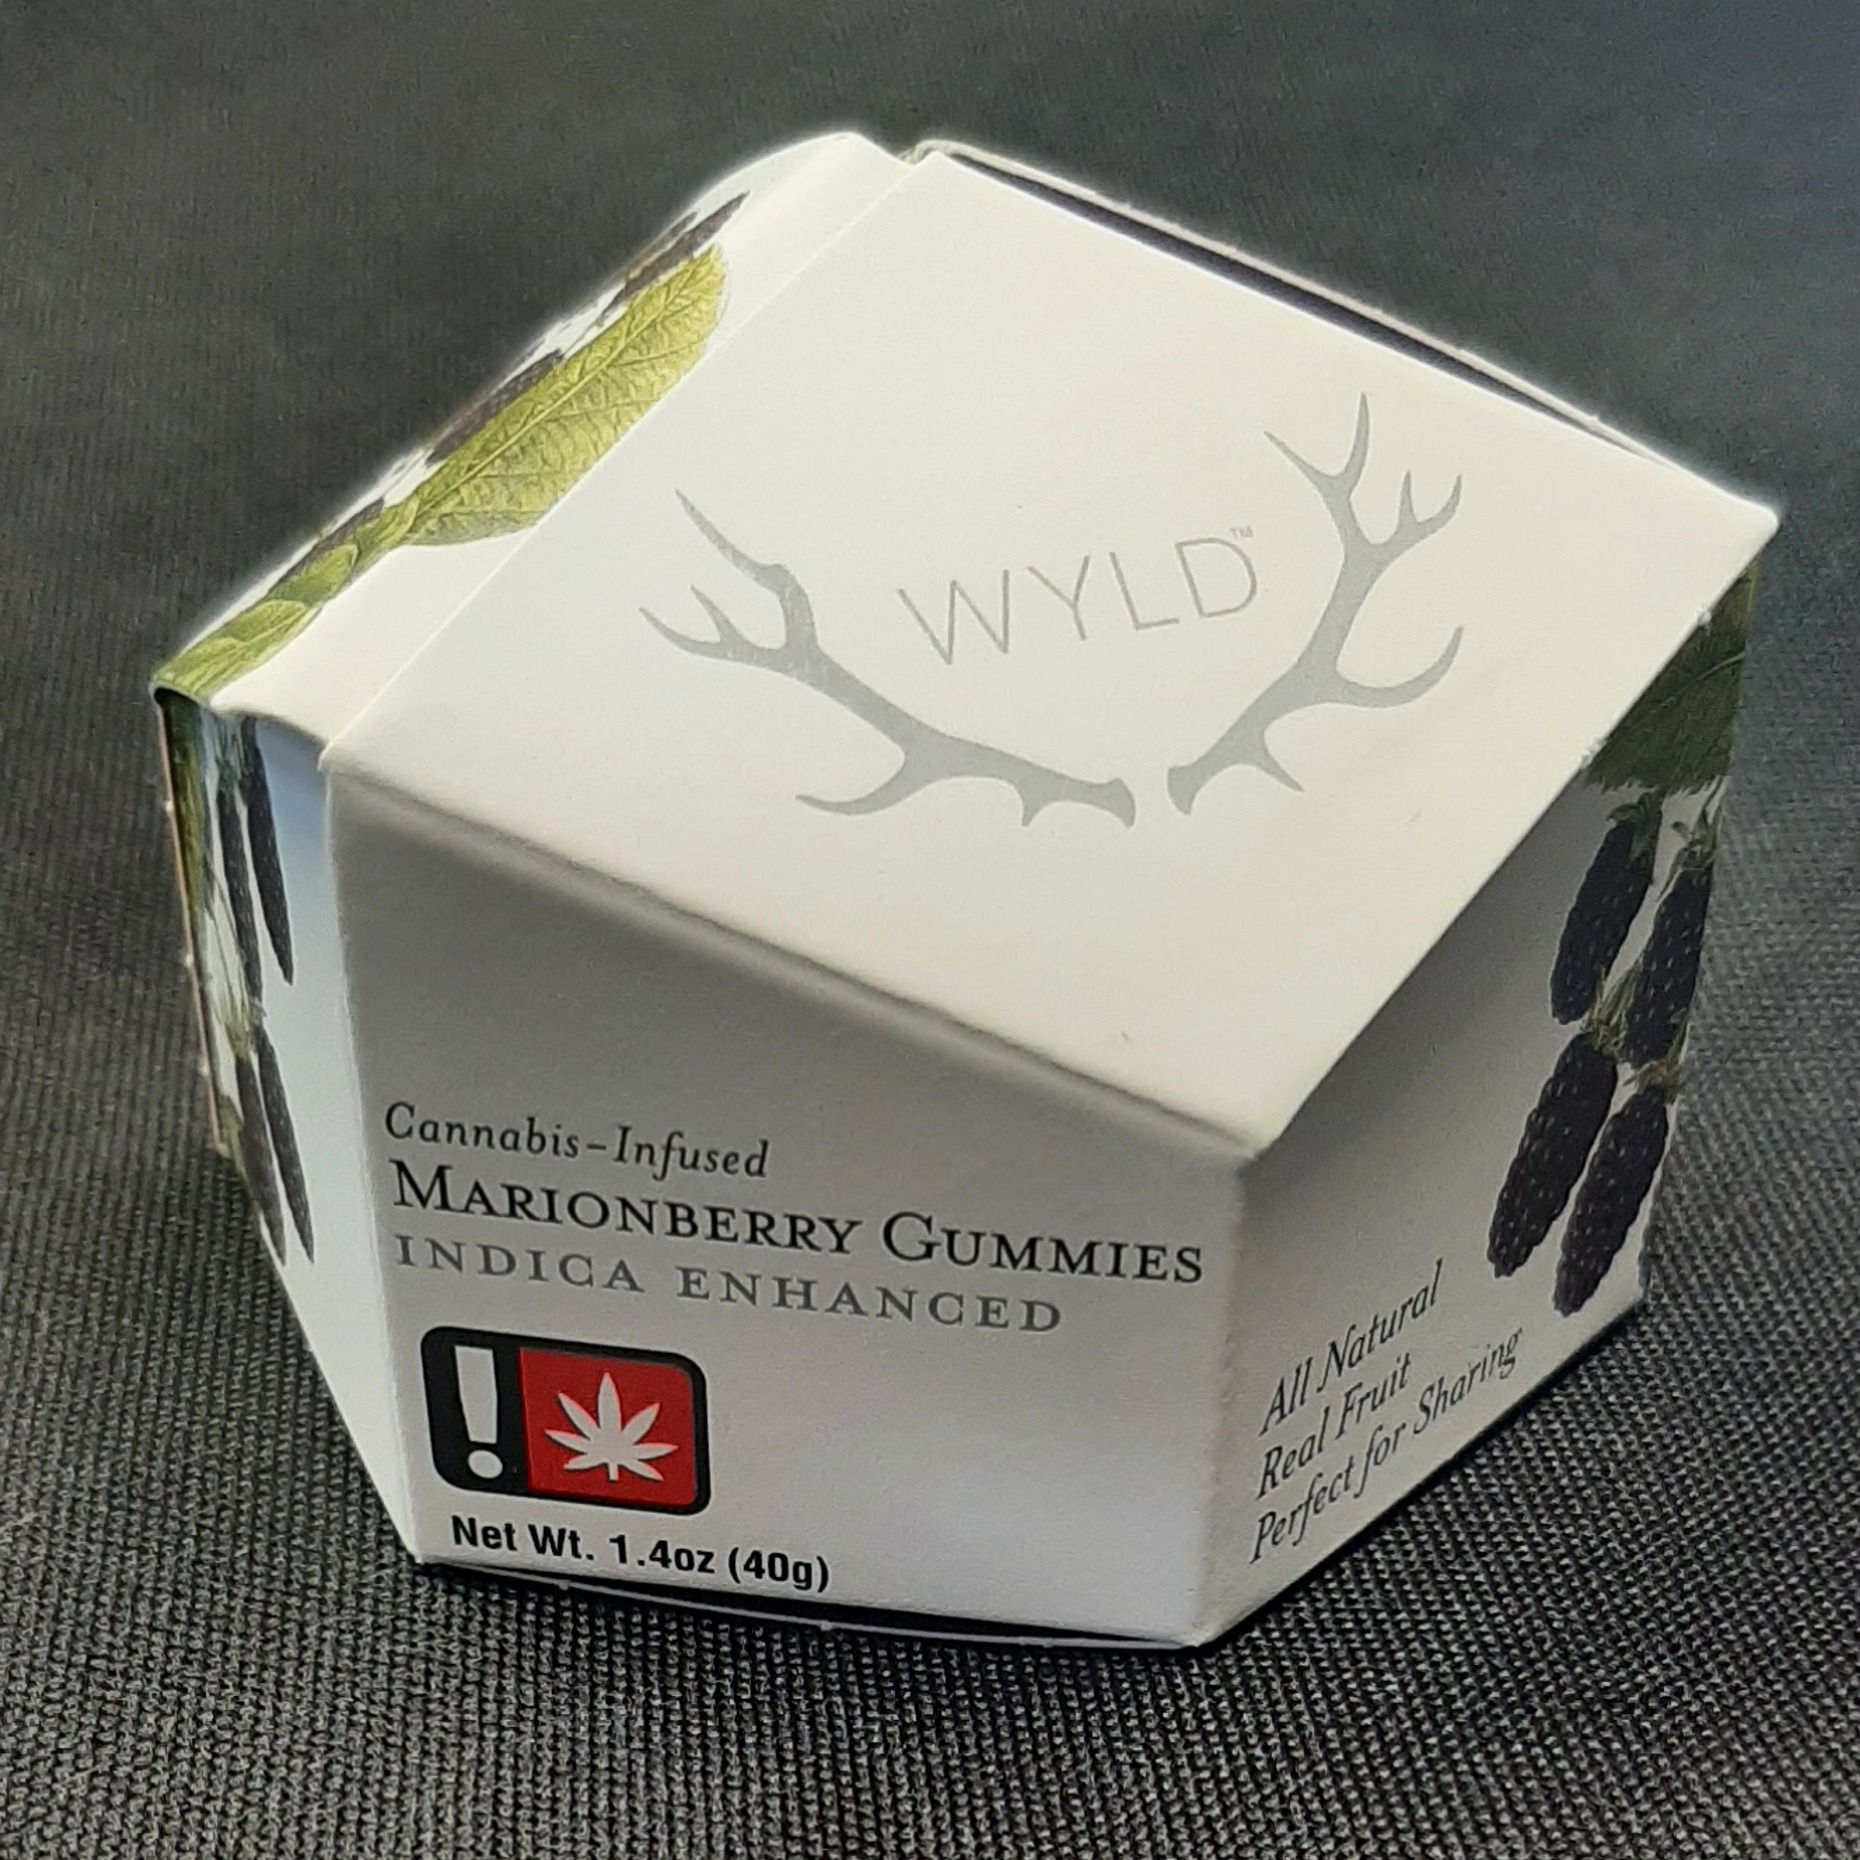 WYLD™
Cannabis-Infused
MARIONBERRY GUMMIES
INDICA ENHANCED
!
Net Wt. 1.4oz (40g)
All Natural
Real Fruit
Perfect for Sharing